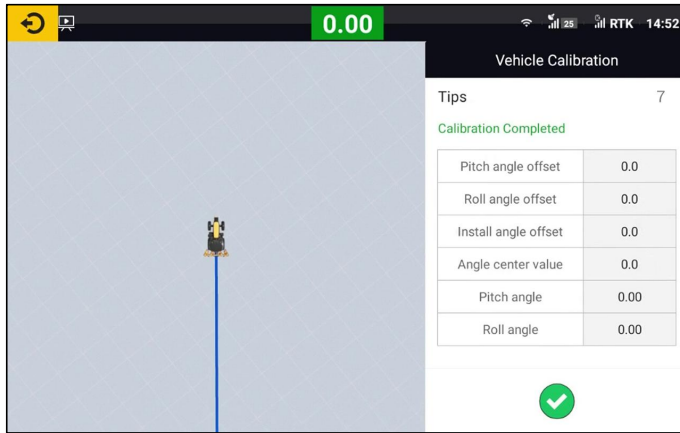 0.00
25 G RTK 14:52
Vehicle Calibration
Tips 7
Calibration Completed
Pitch angle offset 0.0
Roll angle offset 0.0
Install angle offset 0.0
Angle center value 0.0
Pitch angle 0.00
Roll angle 0.00